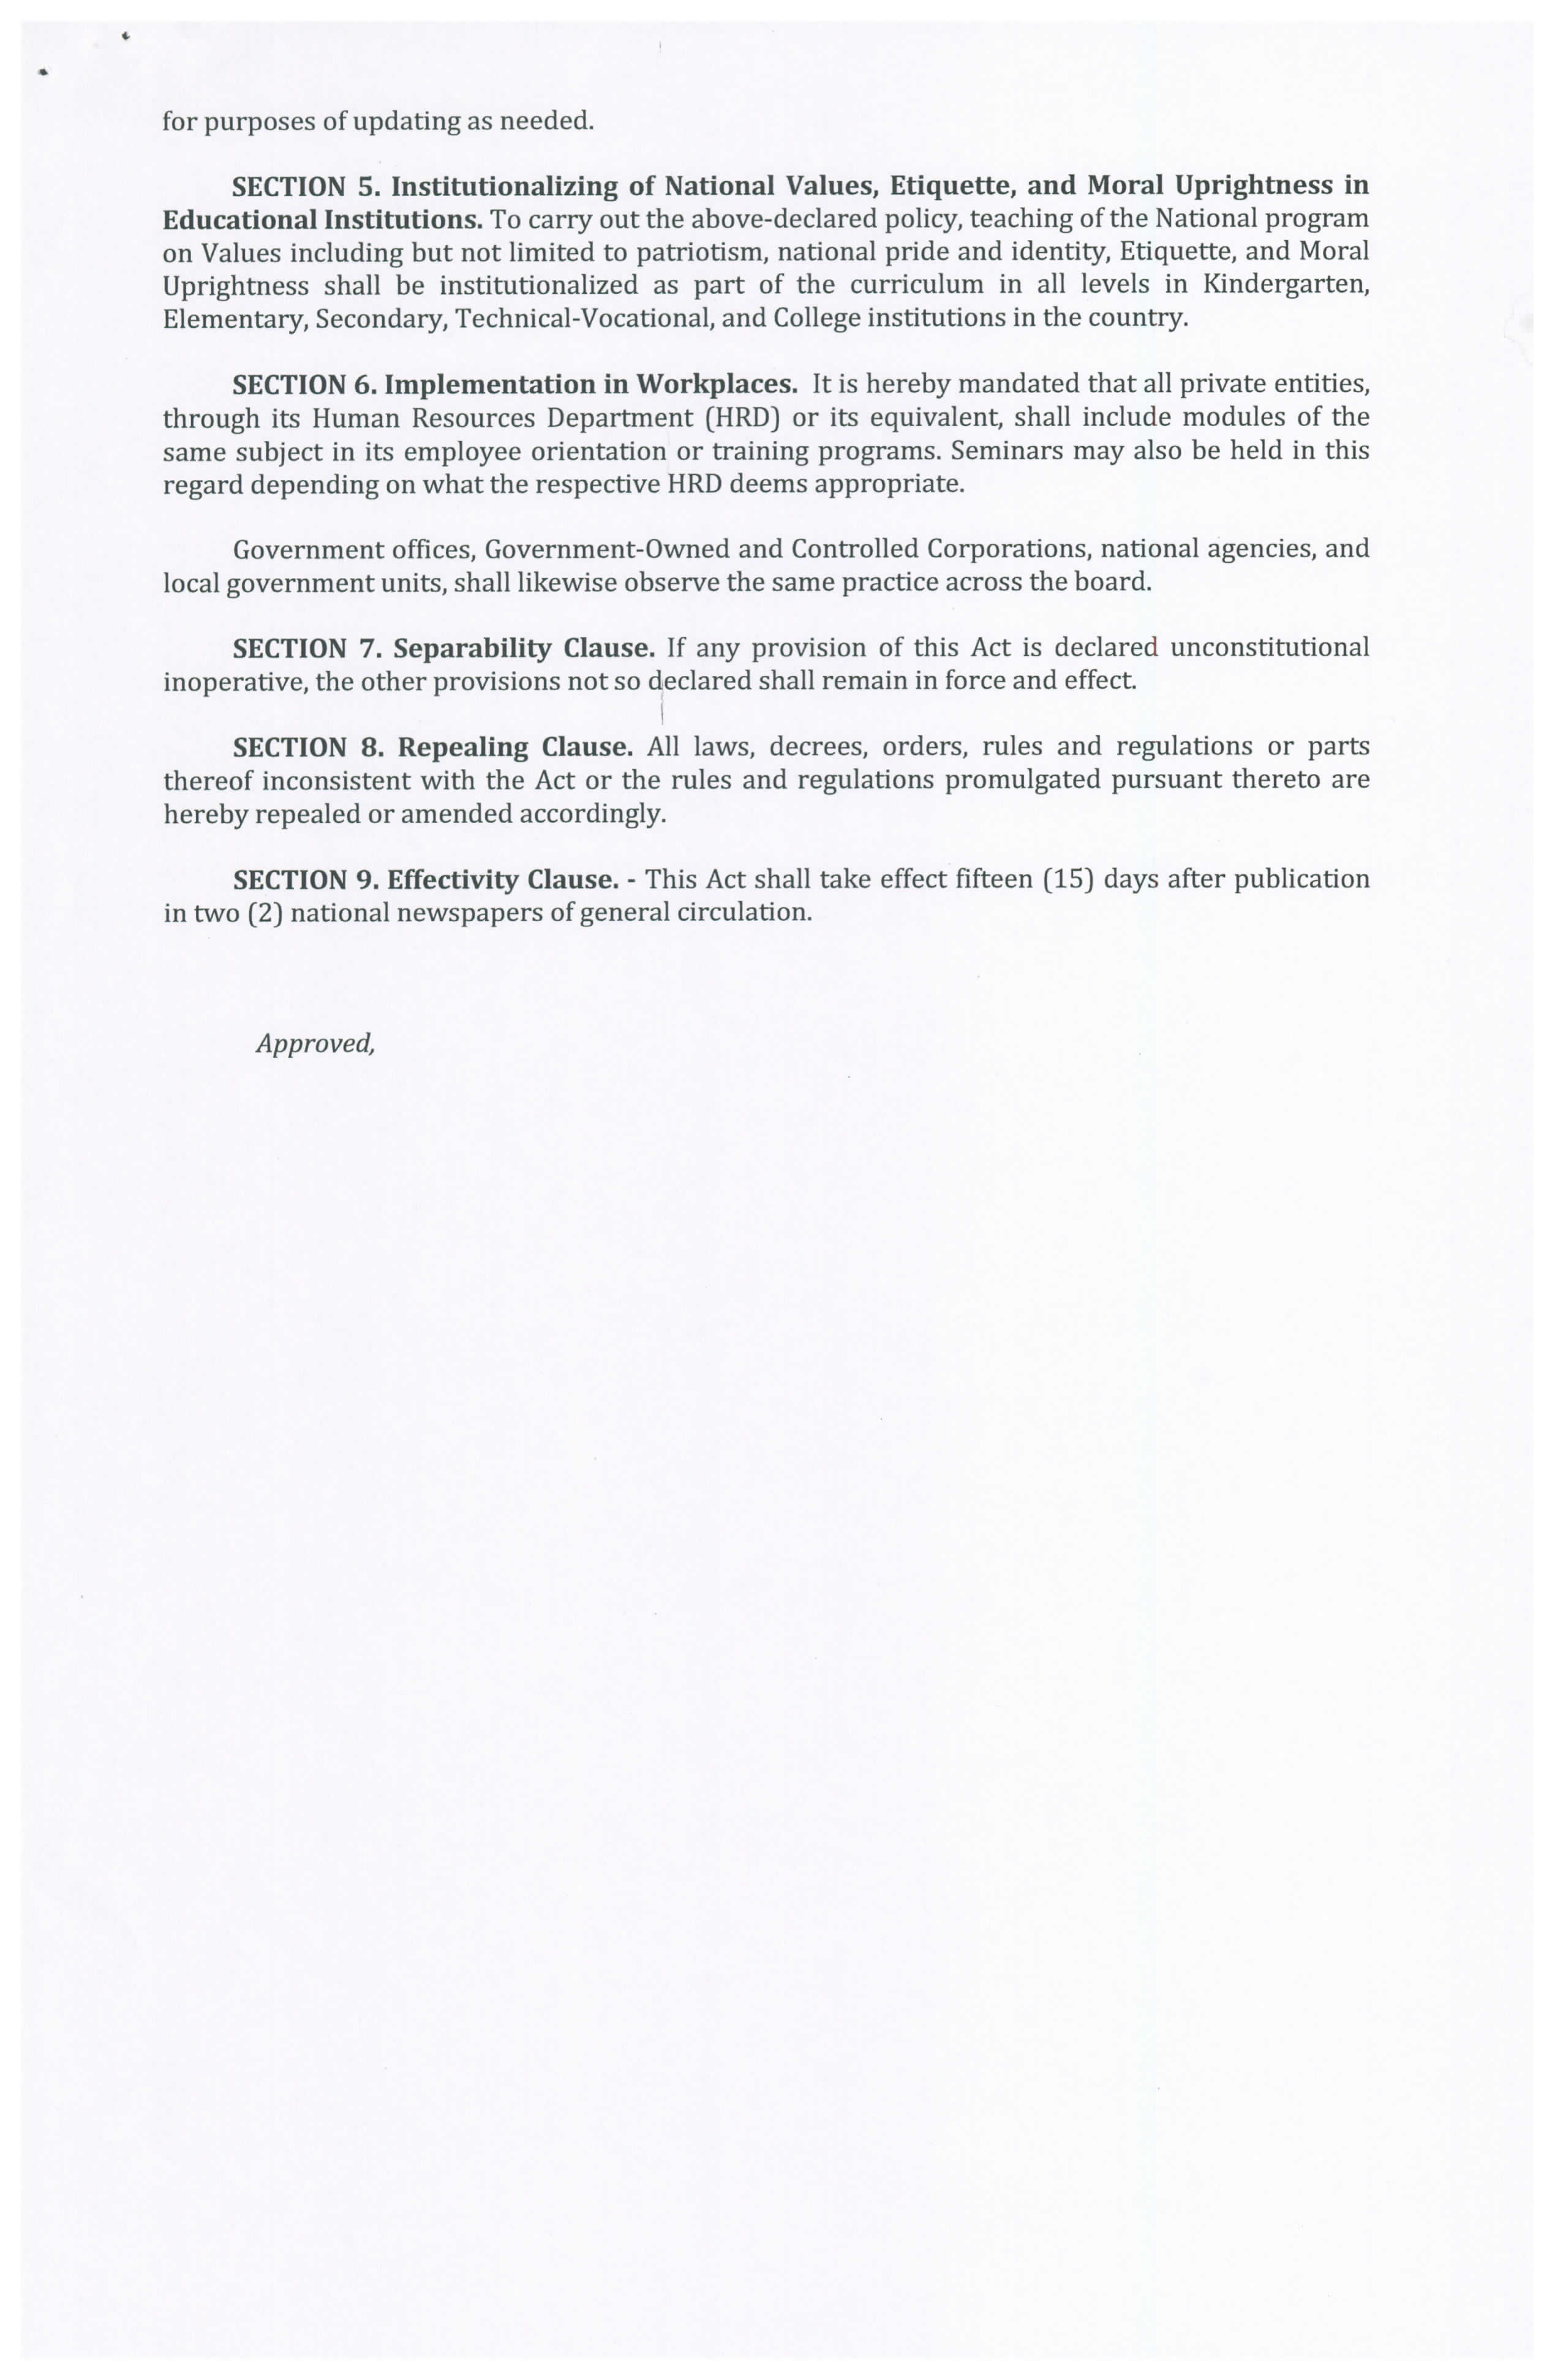 for purposes of updating as needed.
SECTION 5. Institutionalizing of National Values, Etiquette, and Moral Uprightness in
Educational Institutions. To carry out the above-declared policy, teaching of the National program
on Values including but not limited to patriotism, national pride and identity, Etiquette, and Moral
Uprightness shall be institutionalized as part of the curriculum in all levels in Kindergarten,
Elementary, Secondary, Technical-Vocational, and College institutions in the country.
SECTION 6. Implementation in Workplaces. It is hereby mandated that all private entities,
through its Human Resources Department (HRD) or its equivalent, shall include modules of the
same subject in its employee orientation or training programs. Seminars may also be held in this
regard depending on what the respective HRD deems appropriate.
Government offices, Government-Owned and Controlled Corporations, national agencies, and
local government units, shall likewise observe the same practice across the board.
SECTION 7. Separability Clause. If any provision of this Act is declared unconstitutional
inoperative, the other provisions not so declared shall remain in force and effect.
SECTION 8. Repealing Clause. All laws, decrees, orders, rules and regulations or parts
thereof inconsistent with the Act or the rules and regulations promulgated pursuant thereto are
hereby repealed or amended accordingly.
SECTION 9. Effectivity Clause. - This Act shall take effect fifteen (15) days after publication
in two (2) national newspapers of general circulation.
Approved,